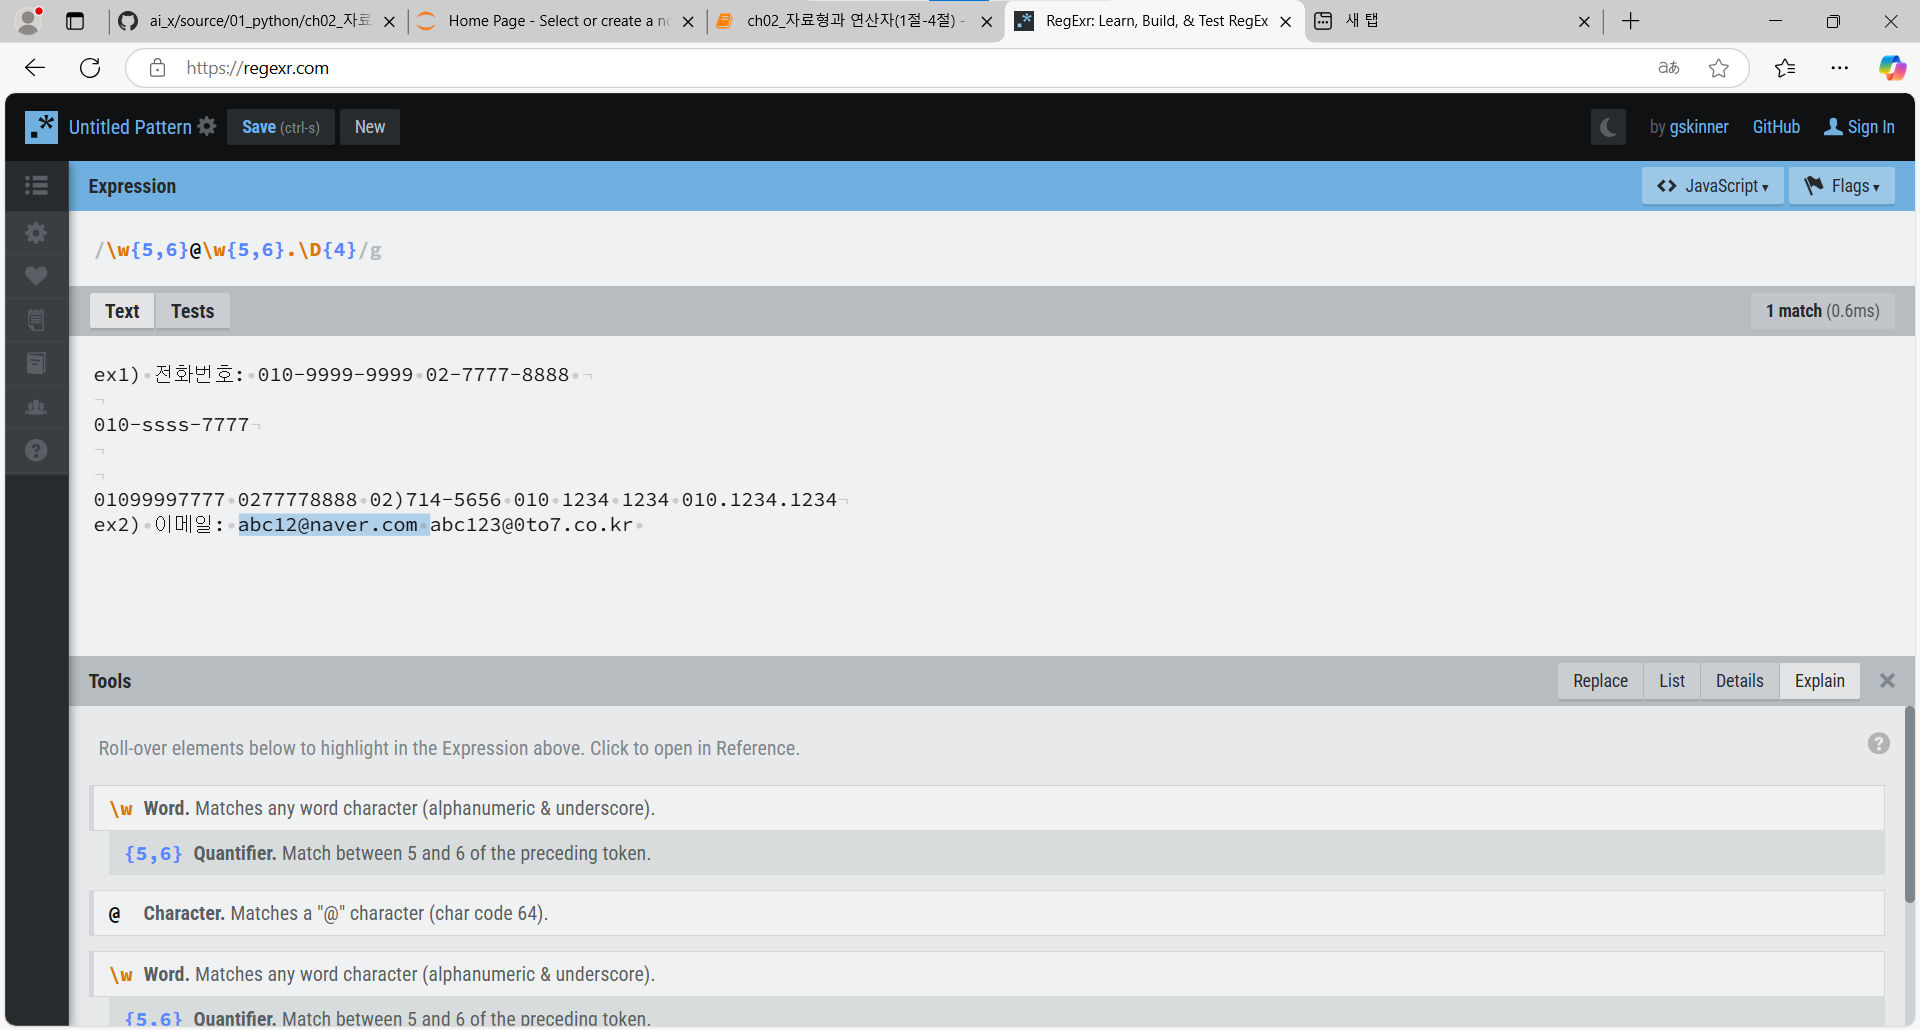 ai_x/source/01_python/ch02_자료
Home Page - Select or create a n
ch02_자료형과 연산자(1절-4절) -
RegExr: Learn, Build, & Test RegEx
새 탭
https://regexr.com
Untitled Pattern
Save (ctrl-s)
New
by gskinner
GitHub
Sign In
Expression
<> JavaScript ▾
Flags ▾
/\w{5,6}@\w{5,6}.\D{4}/g
Text
Tests
1 match (0.6ms)
ex1) 전화번호: 010-9999-9999 02-7777-8888
010-ssss-7777
01099997777 0277778888 02)714-5656 010 1234 1234 010.1234.1234
ex2) 이메일: abc12@naver.com abc123@0to7.co.kr
Tools
Replace
List
Details
Explain
Roll-over elements below to highlight in the Expression above. Click to open in Reference.
\w Word. Matches any word character (alphanumeric & underscore).
{5,6} Quantifier. Match between 5 and 6 of the preceding token.
@ Character. Matches a "@" character (char code 64).
\w Word. Matches any word character (alphanumeric & underscore).
{5,6} Quantifier. Match between 5 and 6 of the preceding token.